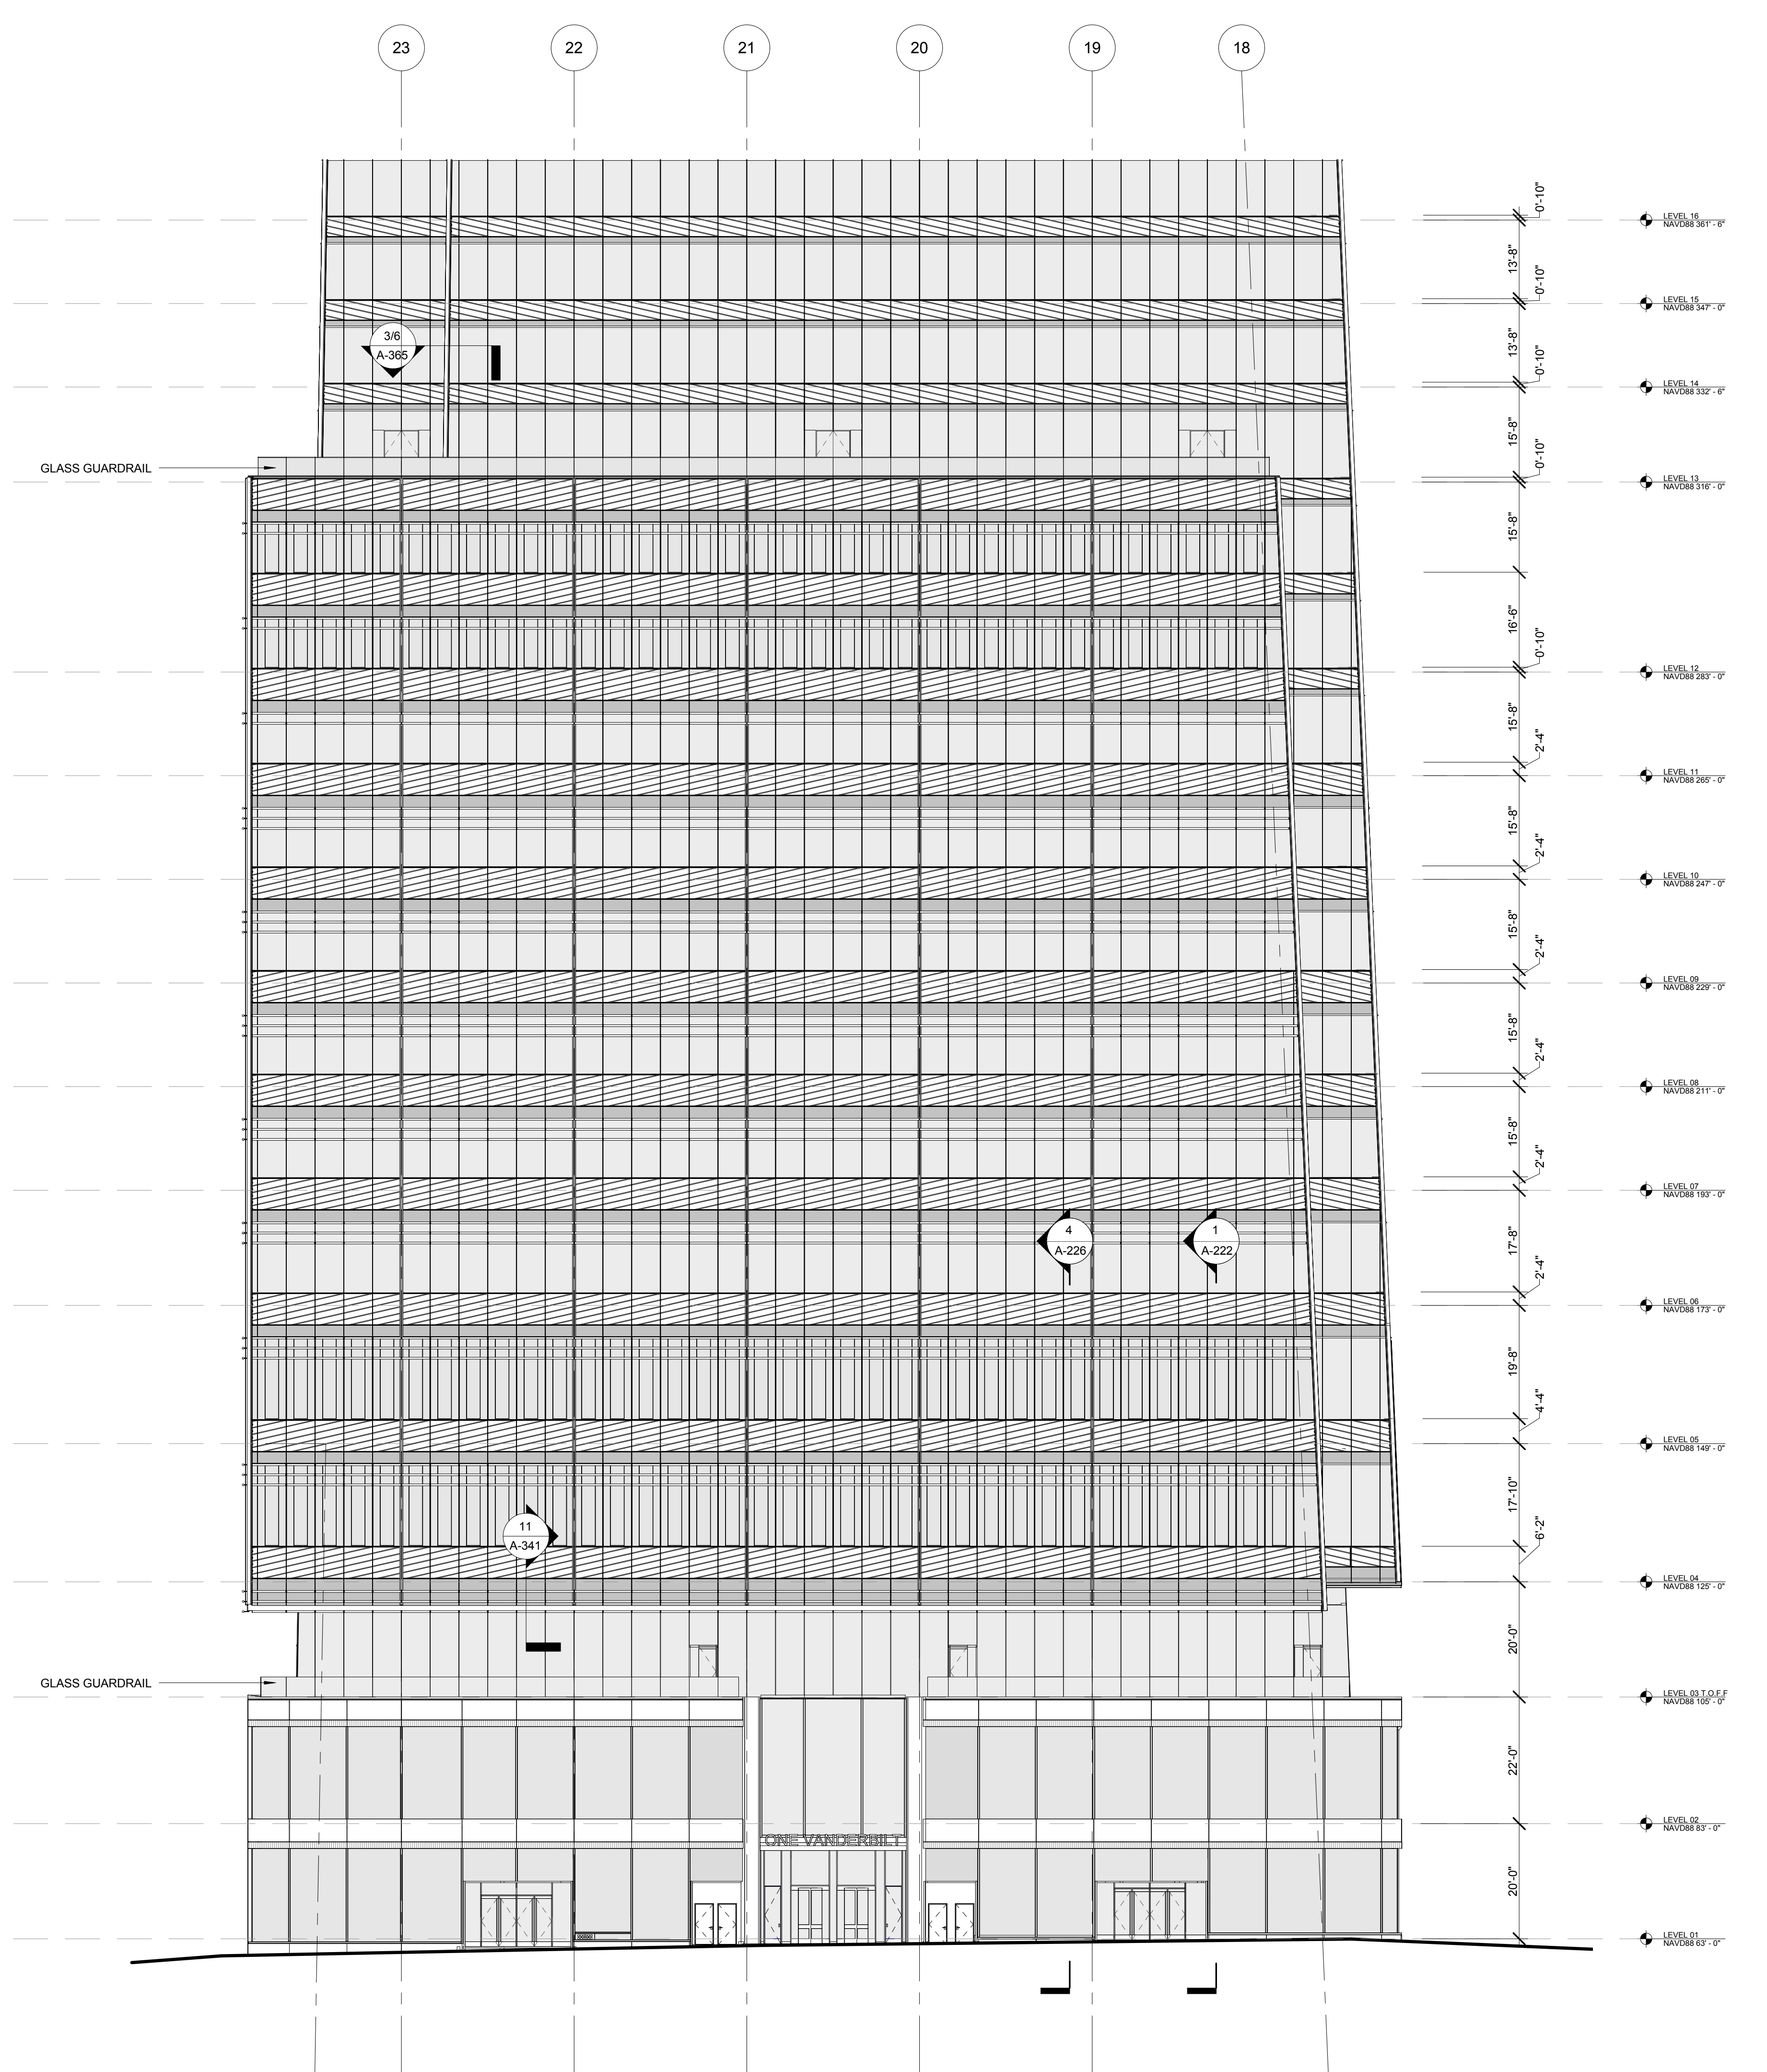 23 22 21 20 19 18
0'-10"
LEVEL 16
NAVD88 361' - 6"
13'-8"
0'-10"
LEVEL 15
NAVD88 347' - 0"
3/6
A-365
13'-8"
0'-10"
LEVEL 14
NAVD88 332' - 6"
15'-8"
GLASS GUARDRAIL
0'-10"
LEVEL 13
NAVD88 316' - 0"
15'-8"
16'-6"
0'-10"
LEVEL 12
NAVD88 283' - 0"
15'-8"
2'-4"
LEVEL 11
NAVD88 265' - 0"
15'-8"
2'-4"
LEVEL 10
NAVD88 247' - 0"
15'-8"
2'-4"
LEVEL 09
NAVD88 229' - 0"
15'-8"
2'-4"
LEVEL 08
NAVD88 211' - 0"
15'-8"
2'-4"
LEVEL 07
NAVD88 193' - 0"
4
A-226
1
A-222
17'-8"
2'-4"
LEVEL 06
NAVD88 173' - 0"
19'-8"
4'-4"
LEVEL 05
NAVD88 149' - 0"
17'-10"
11
A-341
6'-2"
LEVEL 04
NAVD88 125' - 0"
20'-0"
GLASS GUARDRAIL
LEVEL 03 T.O.F.F
NAVD88 105' - 0"
22'-0"
LEVEL 02
NAVD88 83' - 0"
ONE VANDERBILT
20'-0"
LEVEL 01
NAVD88 63' - 0"